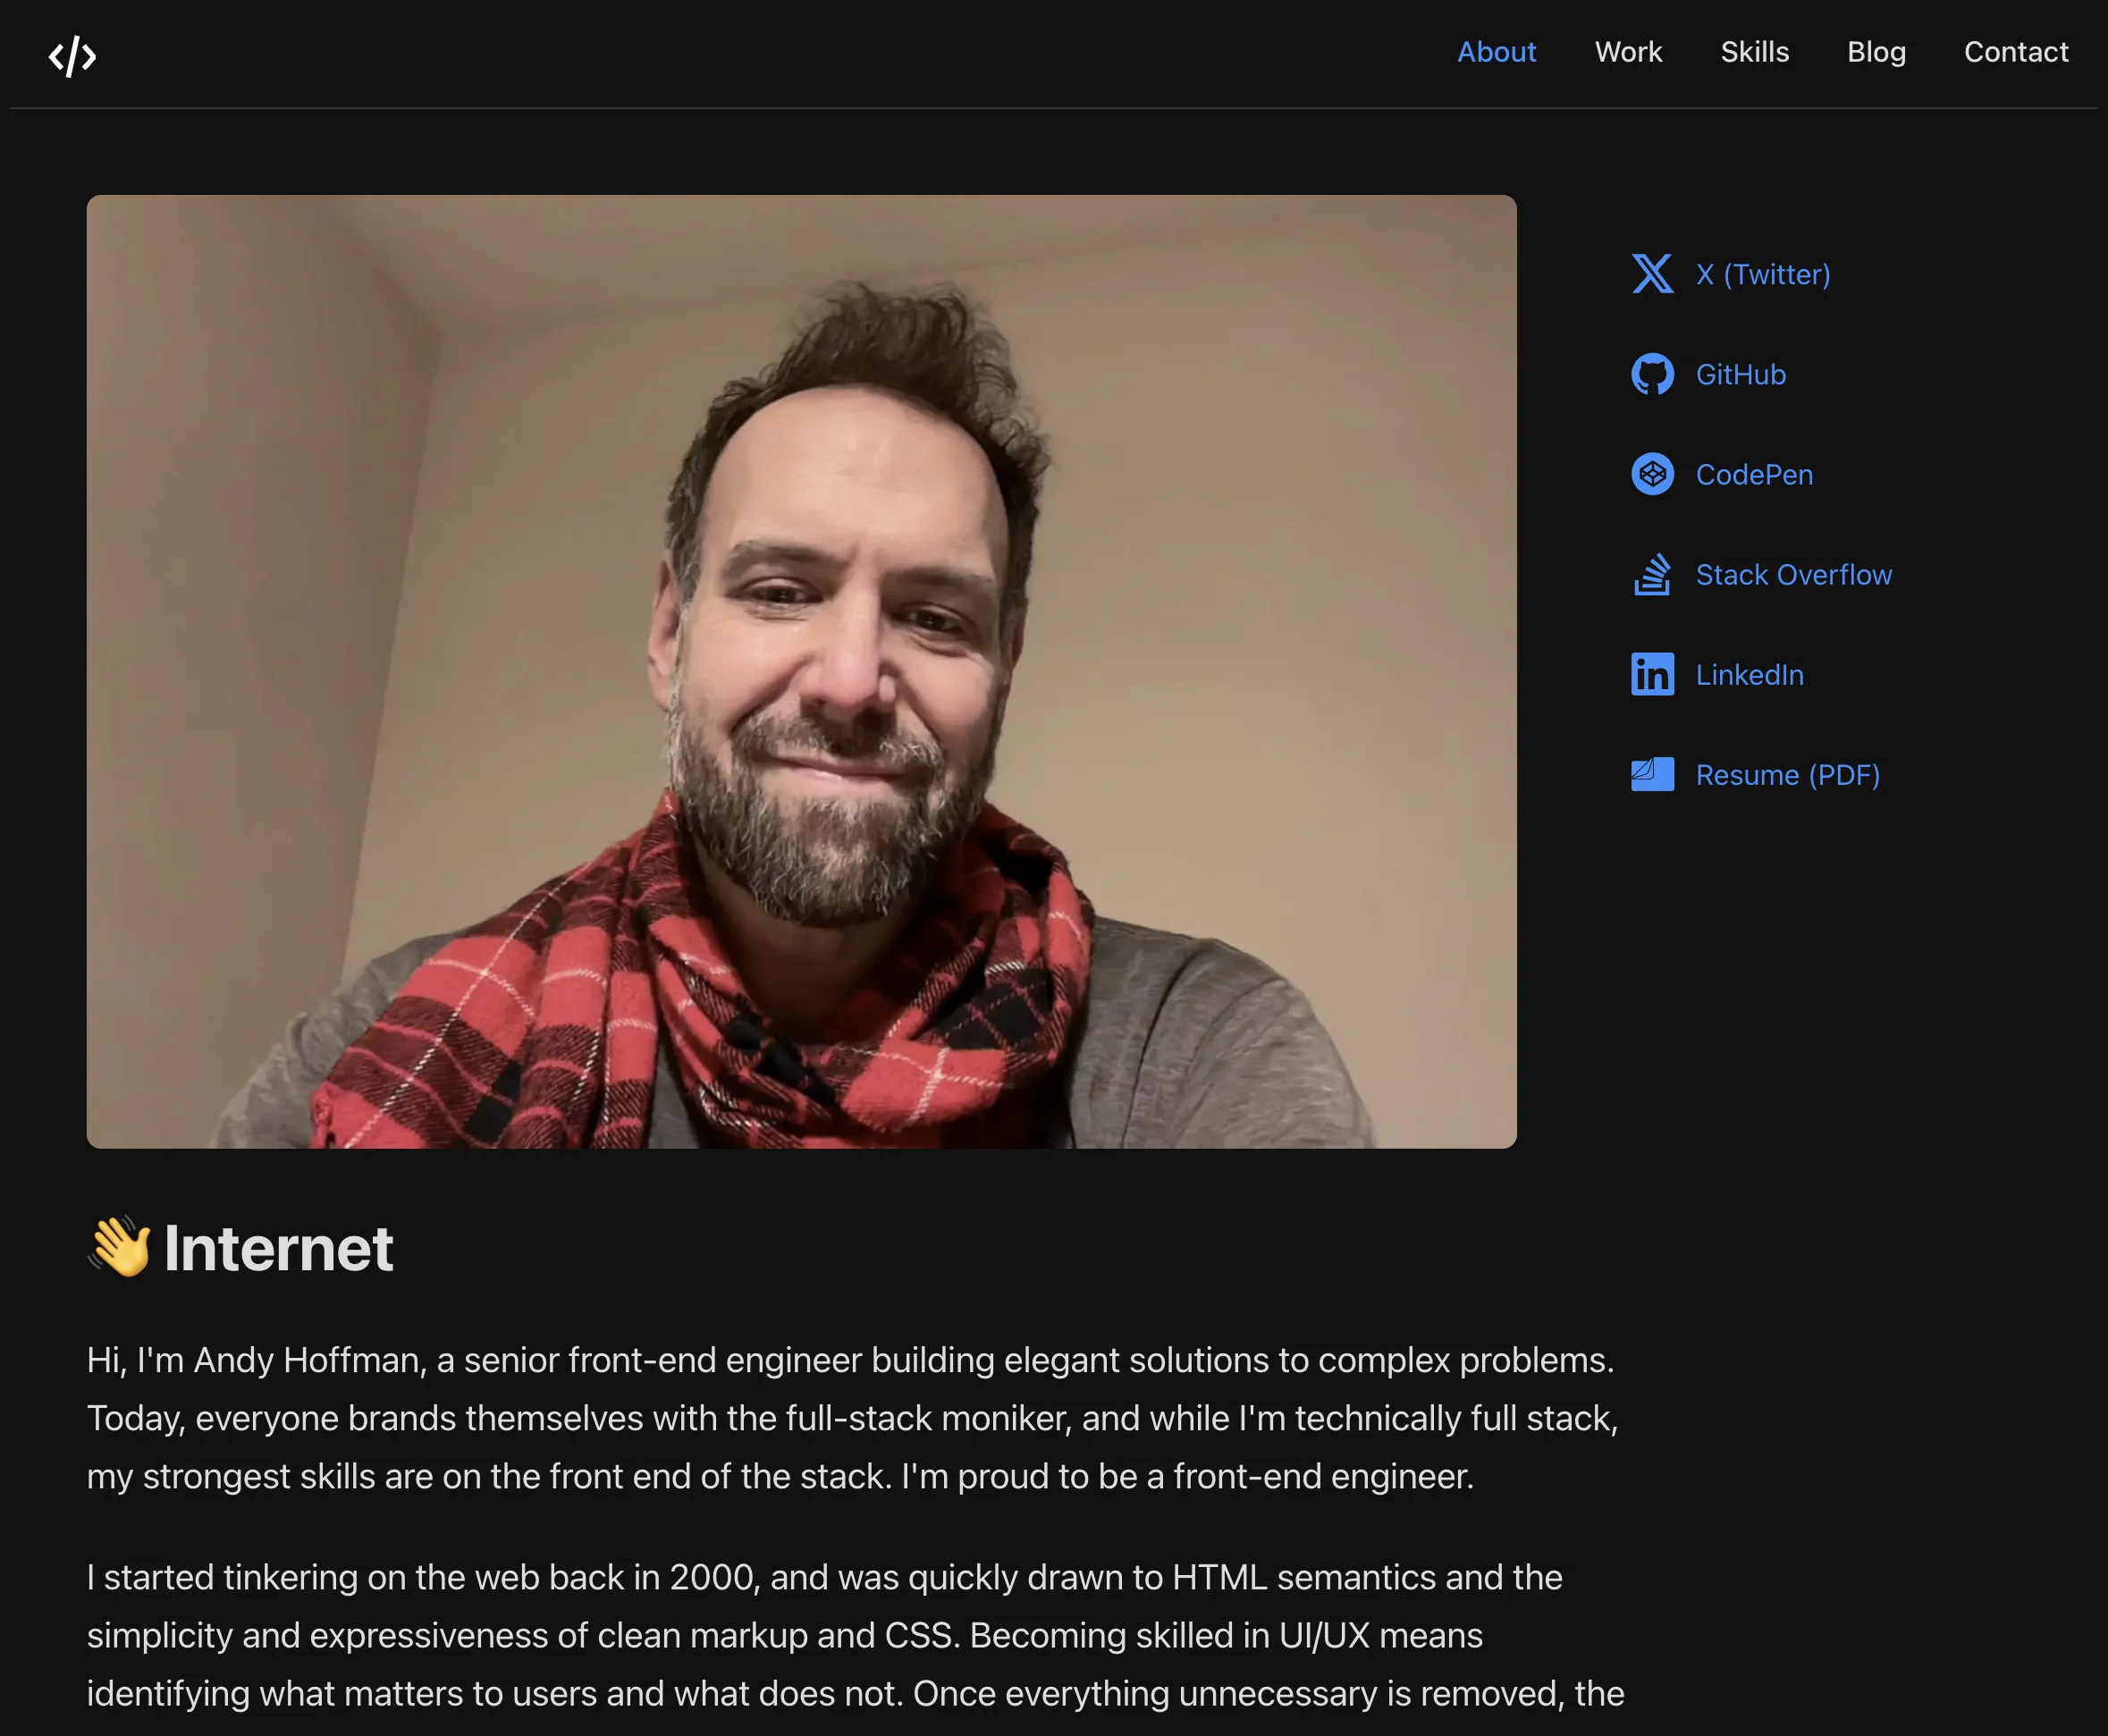 About Work Skills Blog Contact
X (Twitter)
GitHub
CodePen
Stack Overflow
LinkedIn
Resume (PDF)
👋 Internet
Hi, I'm Andy Hoffman, a senior front-end engineer building elegant solutions to complex problems.
Today, everyone brands themselves with the full-stack moniker, and while I'm technically full stack,
my strongest skills are on the front end of the stack. I'm proud to be a front-end engineer.
I started tinkering on the web back in 2000, and was quickly drawn to HTML semantics and the
simplicity and expressiveness of clean markup and CSS. Becoming skilled in UI/UX means
identifying what matters to users and what does not. Once everything unnecessary is removed, the